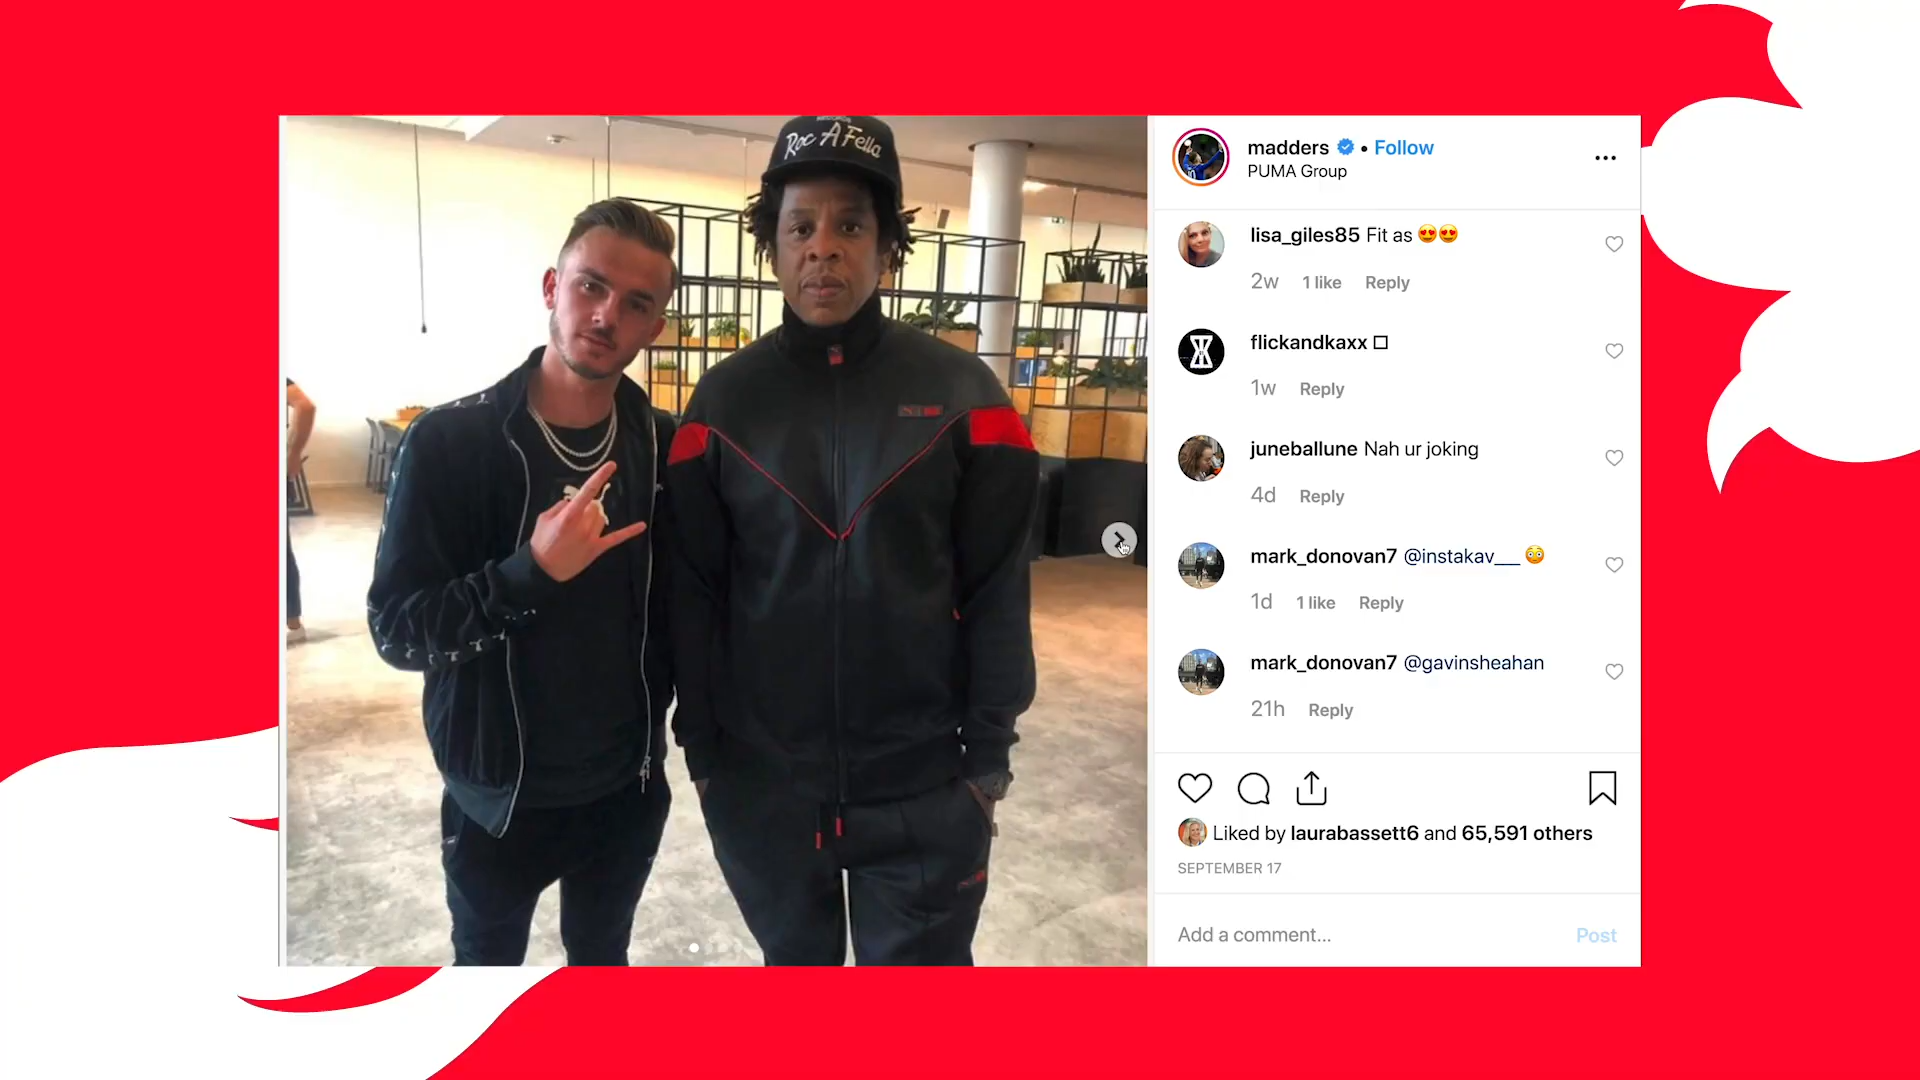 RECORDS
Roc A Fella
madders • Follow
PUMA Group
lisa_giles85 Fit as 😍😍
2w 1 like Reply
flickandkaxx □
1w Reply
juneballune Nah ur joking
4d Reply
mark_donovan7 @instakav___ 😳
1d 1 like Reply
mark_donovan7 @gavinsheahan
21h Reply
Liked by laurabassett6 and 65,591 others
SEPTEMBER 17
Add a comment... Post